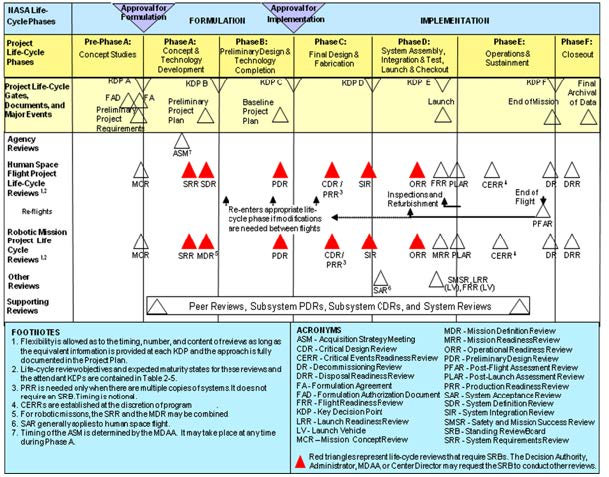 NASA Life-
Cycle Phases
Approval for
Formulation
FORMULATION
Approval for
Implementation
IMPLEMENTATION
Project
Life-Cycle
Phases
Pre-Phase A:
Concept Studies
Phase A:
Concept &
Technology
Development
Phase B:
Preliminary Design &
Technology
Completion
Phase C:
Final Design &
Fabrication
Phase D:
System Assembly,
Integration & Test,
Launch & Checkout
Phase E:
Operations &
Sustainment
Phase F:
Closeout
Project Life-Cycle
Gates,
Documents, and
Major Events
KDP A
FAD
FA
Preliminary
Project
Requirements
KDP B
Preliminary
Project
Plan
KDP C
Baseline
Project
Plan
KDP D
KDP E
Launch
KDP F
End of Mission
Final
Archival
of Data
Agency
Reviews
ASM7
Human Space
Flight Project
Life-Cycle
Reviews 1,2
MCR
SRR
SDR
PDR
CDR /
PRR3
SIR
ORR
FRR
PLAR
CERR4
DR
DRR
Re-flights
Re-enters appropriate life-
cycle phase if modifications
are needed between flights
Inspections and
Refurbishment
End of
Flight
PFAR
Robotic Mission
Project Life
Cycle
Reviews 1,2
MCR
SRR
MDR5
PDR
CDR/
PRR3
SIR
ORR
MRR
PLAR
CERR4
DR
DRR
Other
Reviews
SAR6
SMSR, LRR
(LV), FRR (LV)
Supporting
Reviews
Peer Reviews, Subsystem PDRs, Subsystem CDRs, and System Reviews
FOOTNOTES
1. Flexibility is allowed as to the timing, number, and content of reviews as long as
the equivalent information is provided at each KDP and the approach is fully
documented in the Project Plan.
2. Life-cycle review objectives and expected maturity states for these reviews and
the attendant KDPs are contained in Table 2-5.
3. PRR is needed only when there are multiple copies of systems. It does not
require an SRB. Timing is notional.
4. CERRs are established at the discretion of program .
5. For robotic missions, the SRR and the MDR may be combined
6. SAR generally applies to human space flight.
7. Timing of the ASM is determined by the MDAA. It may take place at any time
during Phase A.
ACRONYMS
ASM - Acquisition Strategy Meeting
CDR - Critical Design Review
CERR - Critical Events Readiness Review
DR - Decommissioning Review
DRR - Disposal Readiness Review
FA - Formulation Agreement
FAD - Formulation Authorization Document
FRR - Flight Readiness Review
KDP - Key Decision Point
LRR - Launch Readiness Review
LV - Launch Vehicle
MCR – Mission Concept Review
MDR - Mission Definition Review
MRR - Mission Readiness Review
ORR - Operational Readiness Review
PDR - Preliminary Design Review
PFAR - Post-Flight Assessment Review
PLAR - Post-Launch Assessment Review
PRR - Production Readiness Review
SAR - System Acceptance Review
SDR - System Definition Review
SIR - System Integration Review
SMSR - Safety and Mission Success Review
SRB - Standing Review Board
SRR - System Requirements Review
Red triangles represent life-cycle reviews that require SRBs. The Decision Authority,
Administrator, MDAA or Center Director may request the SRB to conduct other reviews.